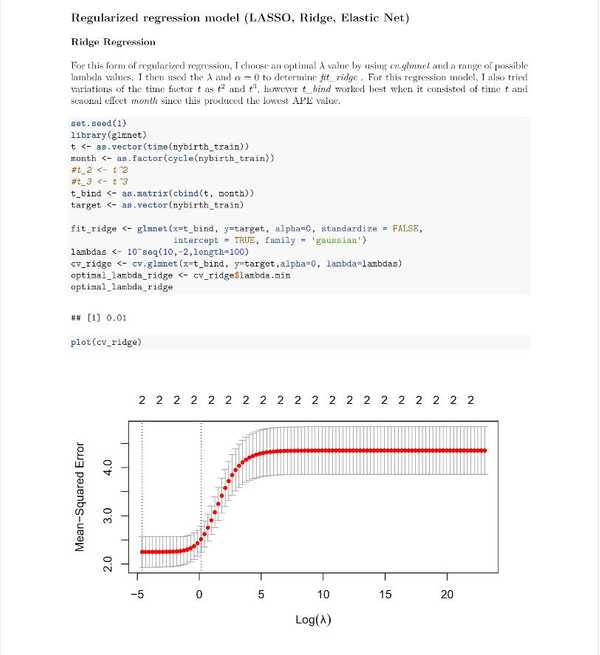 Regularized regression model (LASSO, Ridge, Elastic Net)
Ridge Regression
For this form of regularized regression, I choose an optimal λ value by using cv.glmnet and a range of possible
lambda values. I then used the λ and α = 0 to determine fit_ridge . For this regression model, I also tried
variations of the time factor t as t² and t³, however t_bind worked best when it consisted of time t and
seaonal effect month since this produced the lowest APE value.
set.seed(1)
library(glmnet)
t <- as.vector(time(nybirth_train))
month <- as.factor(cycle(nybirth_train))
#t_2 <- t^2
#t_3 <- t^3
t_bind <- as.matrix(cbind(t, month))
target <- as.vector(nybirth_train)
fit_ridge <- glmnet(x=t_bind, y=target, alpha=0, standardize = FALSE,
intercept = TRUE, family = 'gaussian')
lambdas <- 10^seq(10,-2,length=100)
cv_ridge <- cv.glmnet(x=t_bind, y=target,alpha=0, lambda=lambdas)
optimal_lambda_ridge <- cv_ridge$lambda.min
optimal_lambda_ridge
## [1] 0.01
plot(cv_ridge)
2 2 2 2 2 2 2 2 2 2 2 2 2 2 2 2 2 2 2 2
Mean−Squared Error
4.0
3.0
2.0
−5 0 5 10 15 20
Log(λ)